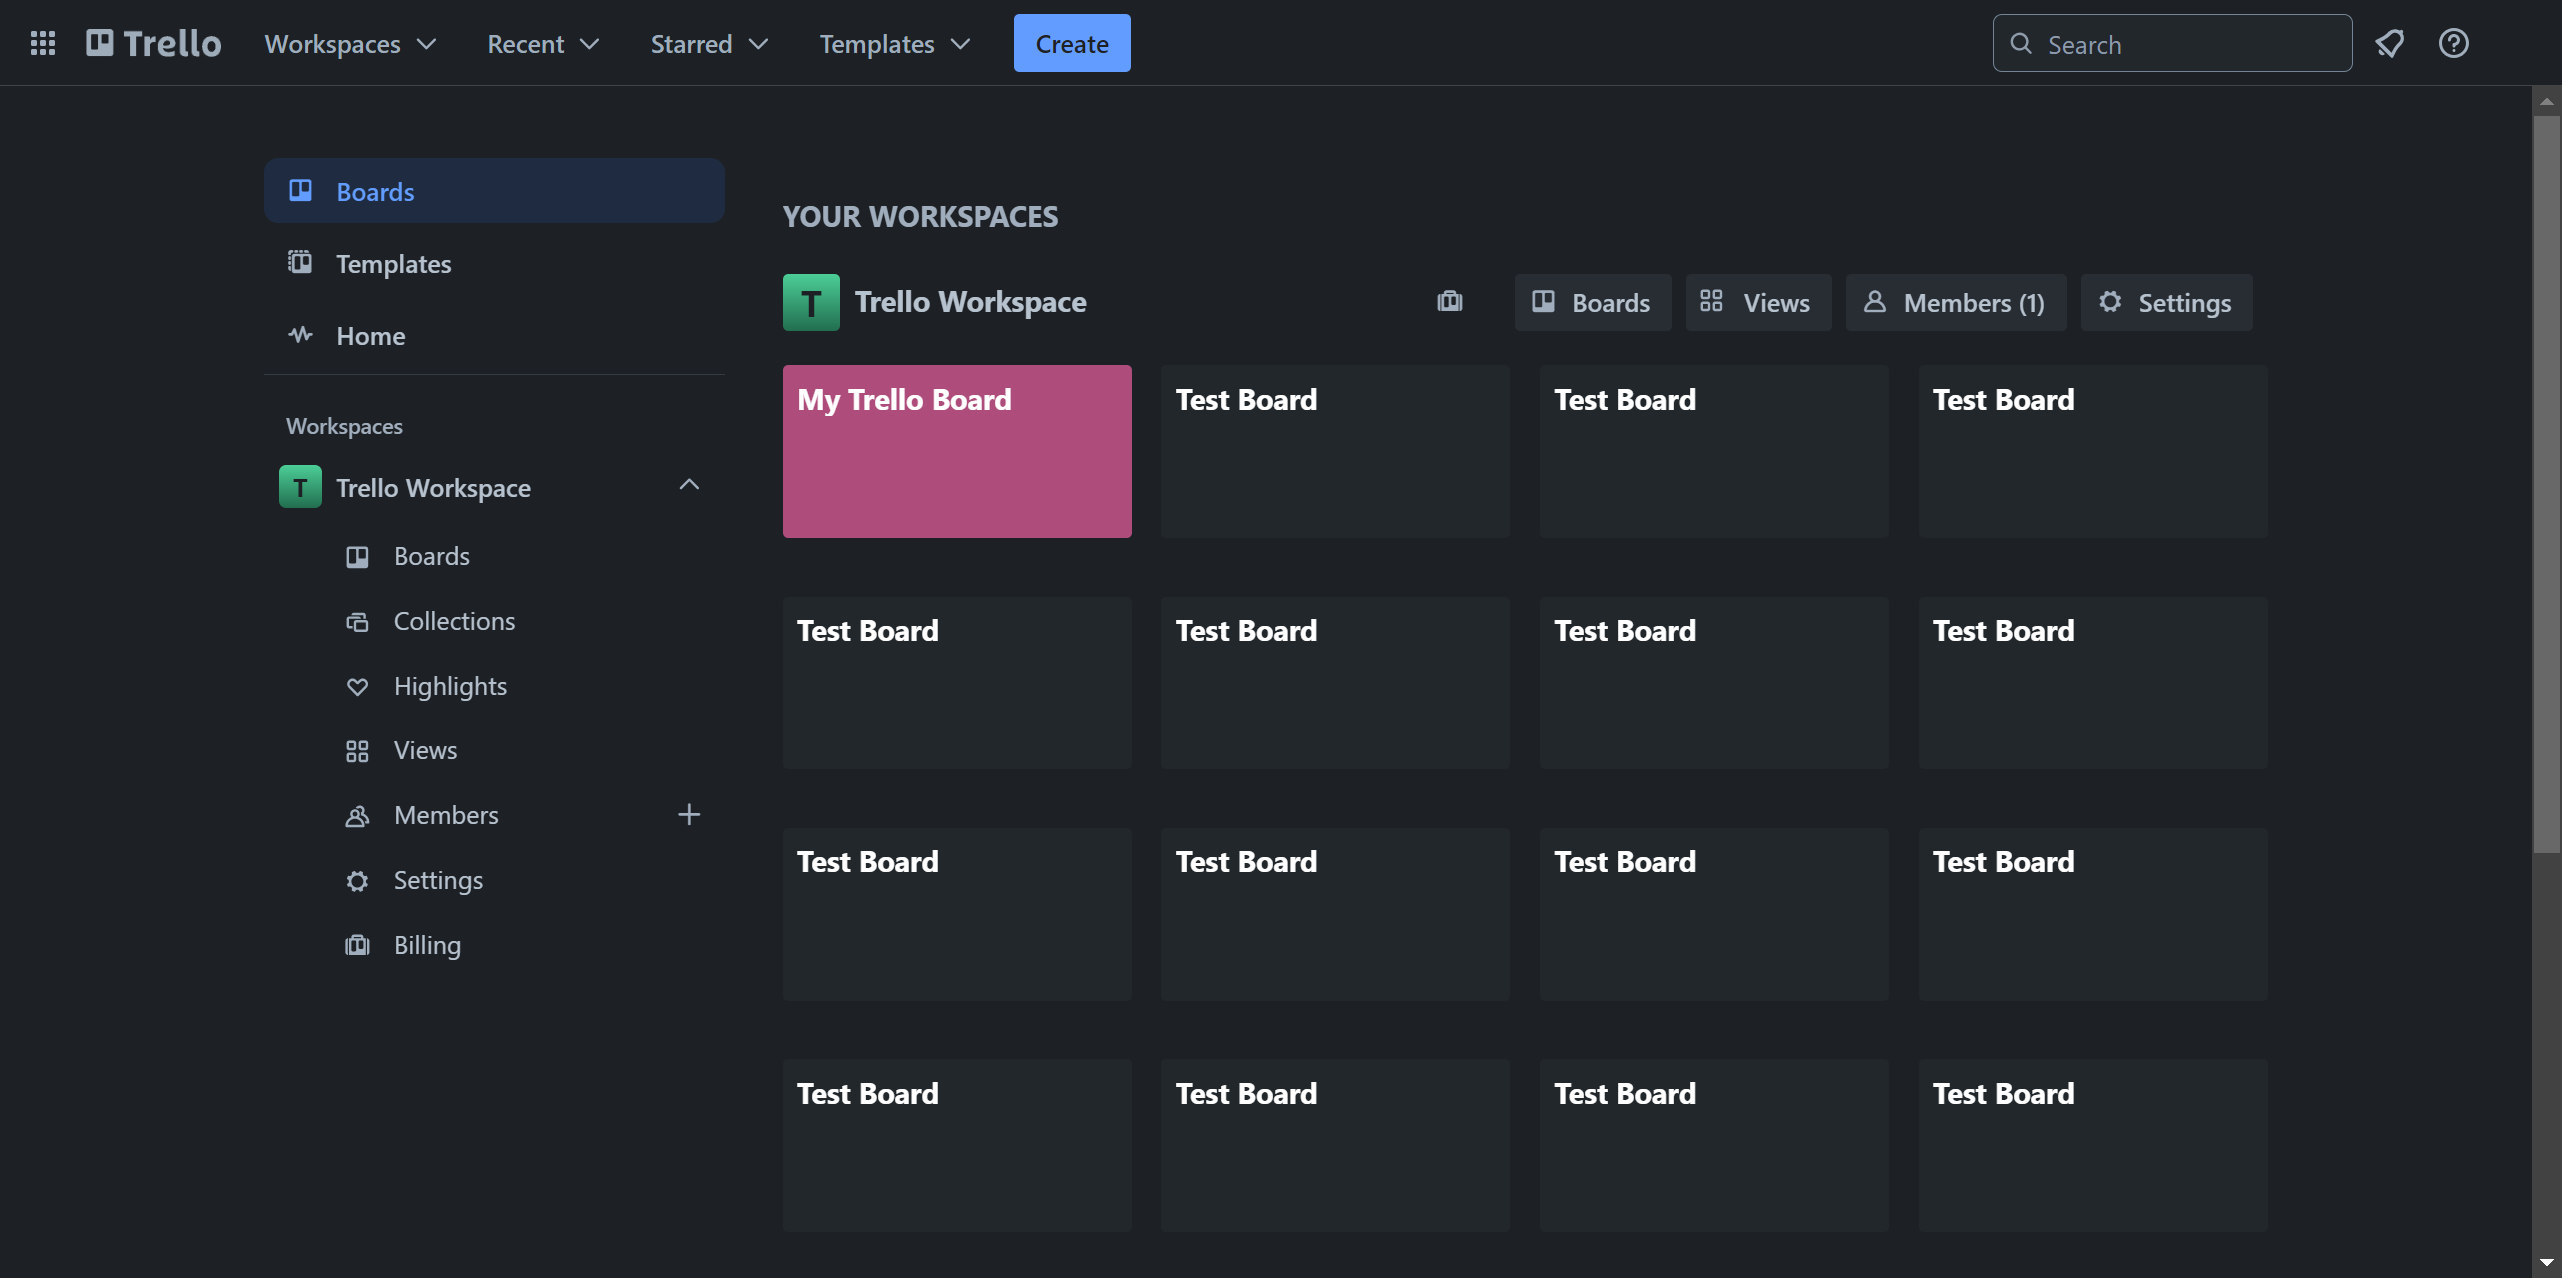 Trello Workspaces Recent Starred Templates Create Search
Boards
Templates
Home
Workspaces
T Trello Workspace
Boards
Collections
Highlights
Views
Members
Settings
Billing
YOUR WORKSPACES
T Trello Workspace Boards Views Members (1) Settings
My Trello Board Test Board Test Board Test Board
Test Board Test Board Test Board Test Board
Test Board Test Board Test Board Test Board
Test Board Test Board Test Board Test Board